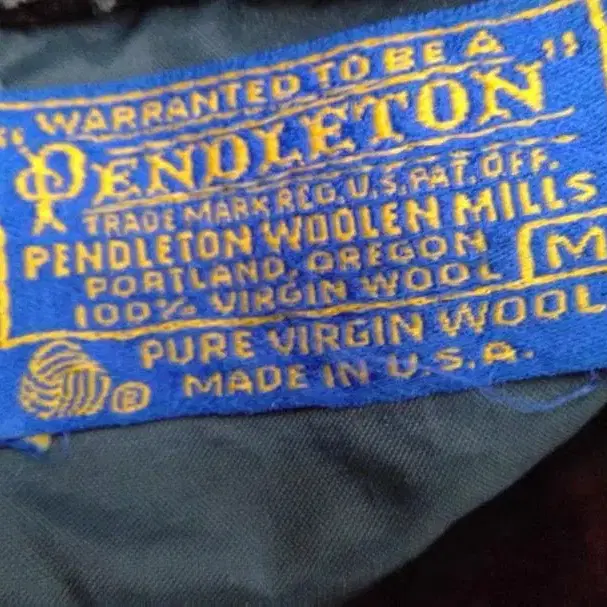 "WARRANTED TO BE A
PENDLETON"
TRADE MARK REG. U.S. PAT. OFF.
PENDLETON WOOLEN MILLS
PORTLAND, OREGON
100% VIRGIN WOOL M
PURE VIRGIN WOOL
® MADE IN U.S.A.